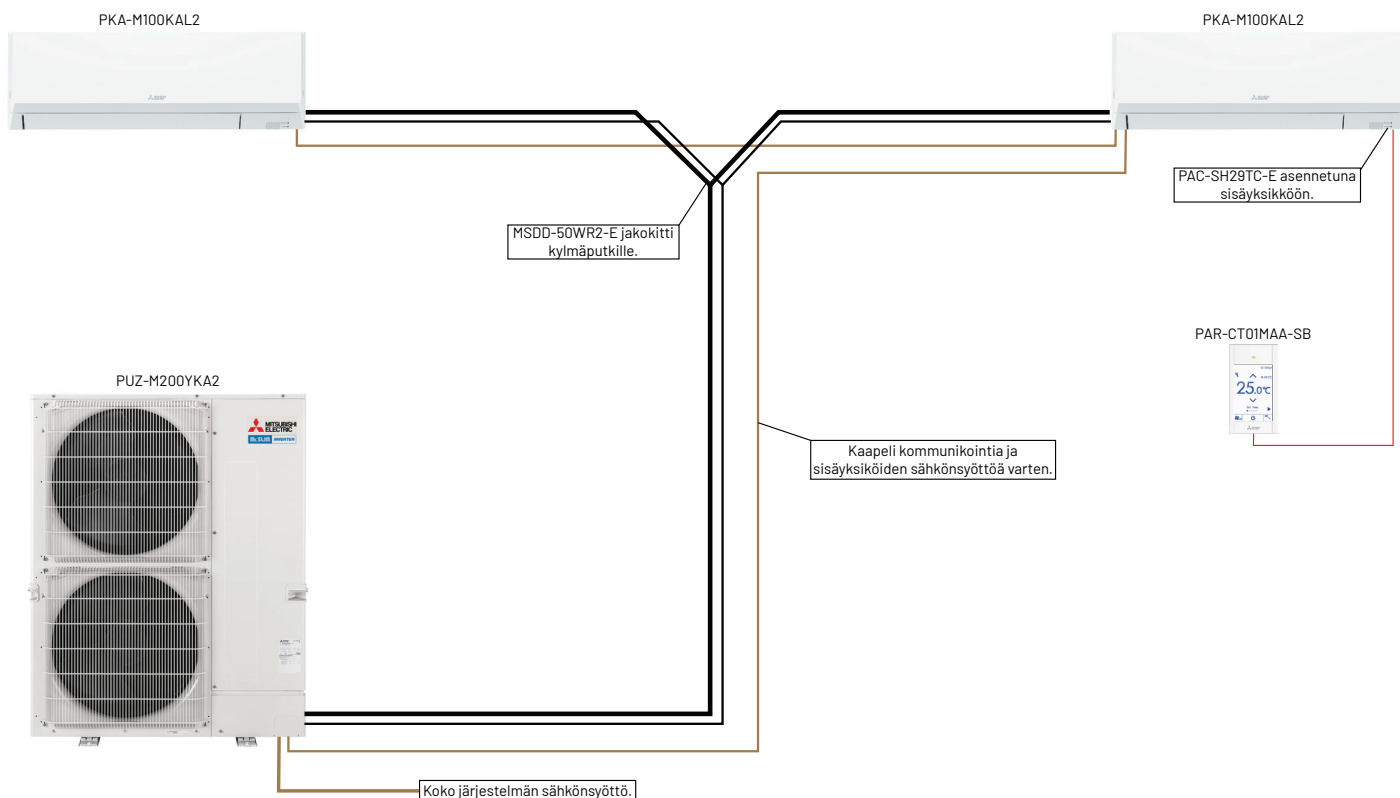 PKA-M100KAL2
PKA-M100KAL2
PAC-SH29TC-E asennetuna
sisäyksikköön.
MSDD-50WR2-E jakokitti
kylmäputkille.
PAR-CT01MAA-SB
25.0℃
PUZ-M200YKA2
MITSUBISHI
ELECTRIC
Mr.SLIM INVERTER
Kaapeli kommunikointia ja
sisäyksiköiden sähkönsyöttöä varten.
Koko järjestelmän sähkönsyöttö.